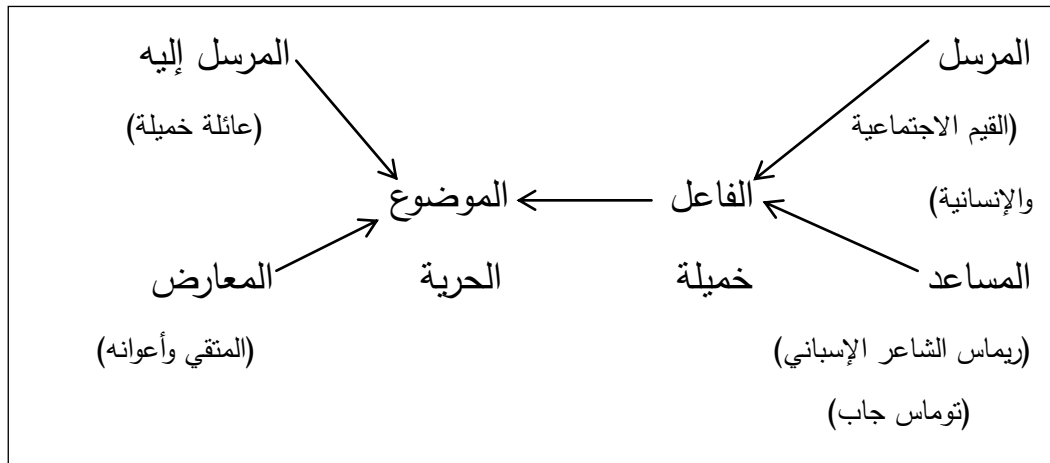 المرسل
المرسل إليه
(القيم الاجتماعية
(عائلة خميلة)
والإنسانية)
الفاعل
الموضوع
المساعد
خميلة
الحرية
المعارض
(ريماس الشاعر الإسباني)
(المتقي وأعوانه)
(توماس جاب)